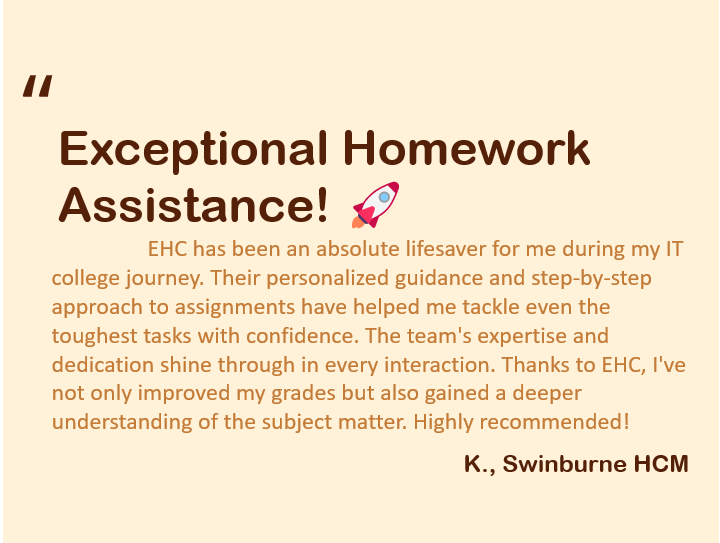 “
Exceptional Homework
Assistance! 🚀
EHC has been an absolute lifesaver for me during my IT
college journey. Their personalized guidance and step-by-step
approach to assignments have helped me tackle even the
toughest tasks with confidence. The team's expertise and
dedication shine through in every interaction. Thanks to EHC, I've
not only improved my grades but also gained a deeper
understanding of the subject matter. Highly recommended!
K., Swinburne HCM